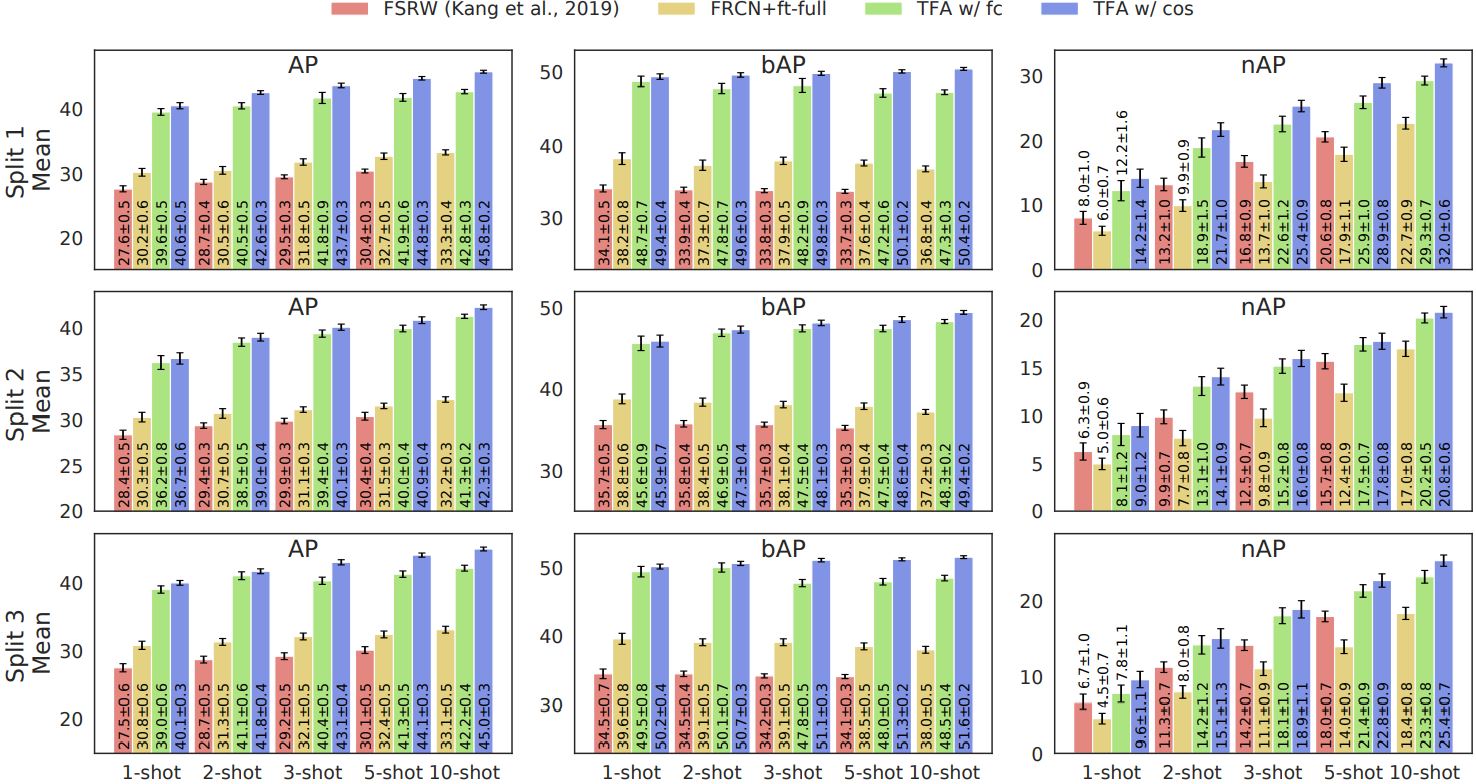 FSRW (Kang et al., 2019) FRCN+ft-full TFA w/ fc TFA w/ cos
Split 1
Mean
AP
40
30
20
27.6±0.5 30.2±0.6 39.6±0.5 40.6±0.5 28.7±0.4 30.5±0.6 40.5±0.5 42.6±0.3 29.5±0.3 31.8±0.5 41.8±0.9 43.7±0.3 30.4±0.3 32.7±0.5 41.9±0.6 44.8±0.3 33.3±0.4 42.8±0.3 45.8±0.2
bAP
50
40
30
34.1±0.5 38.2±0.8 48.7±0.7 49.4±0.4 33.9±0.4 37.3±0.7 47.8±0.7 49.6±0.3 33.8±0.3 37.9±0.5 48.2±0.9 49.8±0.3 33.7±0.3 37.6±0.4 47.2±0.6 50.1±0.2 36.8±0.4 47.3±0.3 50.4±0.2
nAP
30
20
10
0
8.0±1.0 6.0±0.7 12.2±1.6 14.2±1.4 13.2±1.0 9.9±0.9 18.9±1.5 21.7±1.0 16.8±0.9 13.7±1.0 22.6±1.2 25.4±0.9 20.6±0.8 17.9±1.1 25.9±1.0 28.9±0.8 22.7±0.9 29.3±0.7 32.0±0.6
Split 2
Mean
AP
40
35
30
25
20
28.4±0.5 30.3±0.5 36.2±0.8 36.7±0.6 29.4±0.3 30.7±0.5 38.5±0.5 39.0±0.4 29.9±0.3 31.1±0.3 39.4±0.4 40.1±0.3 30.4±0.4 31.5±0.3 40.0±0.4 40.9±0.4 32.2±0.3 41.3±0.2 42.3±0.3
bAP
50
40
30
35.7±0.5 38.8±0.6 45.6±0.9 45.9±0.7 35.8±0.4 38.4±0.5 46.9±0.5 47.3±0.4 35.7±0.3 38.1±0.4 47.5±0.4 48.1±0.3 35.3±0.3 37.9±0.4 47.5±0.4 48.6±0.4 37.2±0.3 48.3±0.2 49.4±0.2
nAP
20
15
10
5
0
6.3±0.9 5.0±0.6 8.1±1.2 9.0±1.2 9.9±0.7 7.7±0.8 13.1±1.0 14.1±0.9 12.5±0.7 9.8±0.9 15.2±0.8 16.0±0.8 15.7±0.8 12.4±0.9 17.5±0.7 17.8±0.8 17.0±0.8 20.2±0.5 20.8±0.6
Split 3
Mean
AP
40
30
20
27.5±0.6 30.8±0.6 39.0±0.6 40.1±0.3 28.7±0.5 31.3±0.5 41.1±0.6 41.8±0.4 29.2±0.5 32.1±0.5 40.4±0.5 43.1±0.4 30.1±0.5 32.4±0.5 41.3±0.5 44.1±0.3 33.1±0.5 42.2±0.4 45.0±0.3
bAP
50
40
30
34.5±0.7 39.6±0.8 49.5±0.8 50.2±0.4 34.5±0.4 39.1±0.5 50.1±0.7 50.7±0.3 34.2±0.3 39.1±0.5 47.8±0.5 51.1±0.3 34.1±0.3 38.5±0.5 48.0±0.5 51.3±0.2 38.0±0.5 48.5±0.4 51.6±0.2
nAP
20
10
0
6.7±1.0 4.5±0.7 7.8±1.1 9.6±1.1 11.3±0.7 8.0±0.8 14.2±1.2 15.1±1.3 14.2±0.7 11.1±0.9 18.1±1.0 18.9±1.1 18.0±0.7 14.0±0.9 21.4±0.9 22.8±0.9 18.4±0.8 23.3±0.8 25.4±0.7
1-shot 2-shot 3-shot 5-shot 10-shot
1-shot 2-shot 3-shot 5-shot 10-shot
1-shot 2-shot 3-shot 5-shot 10-shot